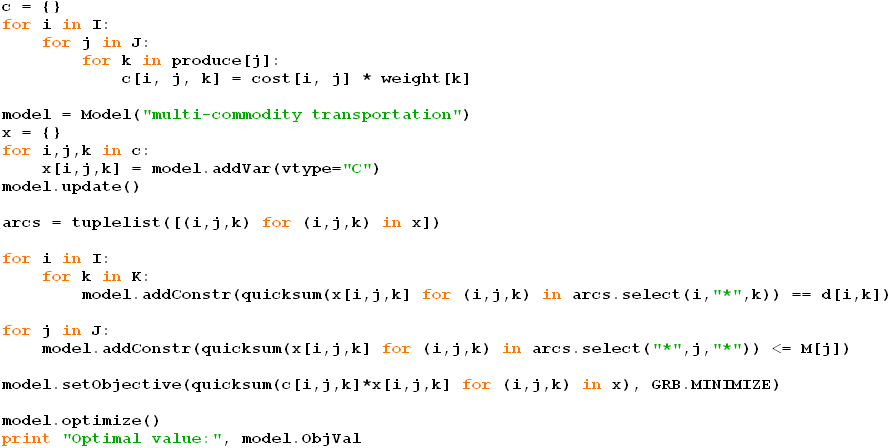 c = {}
for i in I:
    for j in J:
        for k in produce[j]:
            c[i, j, k] = cost[i, j] * weight[k]

model = Model("multi-commodity transportation")
x = {}
for i,j,k in c:
    x[i,j,k] = model.addVar(vtype="C")
model.update()

arcs = tuplelist([(i,j,k) for (i,j,k) in x])

for i in I:
    for k in K:
        model.addConstr(quicksum(x[i,j,k] for (i,j,k) in arcs.select(i,"*",k)) == d[i,k])

for j in J:
    model.addConstr(quicksum(x[i,j,k] for (i,j,k) in arcs.select("*",j,"*")) <= M[j])

model.setObjective(quicksum(c[i,j,k]*x[i,j,k] for (i,j,k) in x), GRB.MINIMIZE)

model.optimize()
print "Optimal value:", model.ObjVal